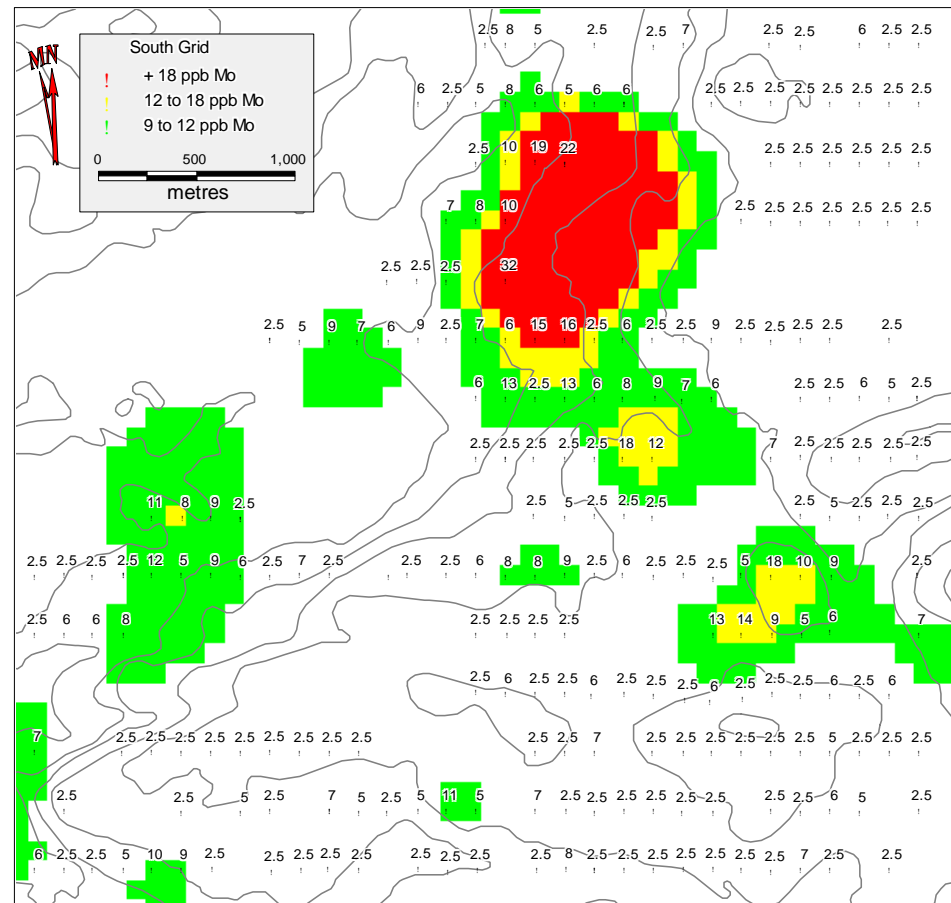 2.5 8 5 2.5 2.5 7 2.5 2.5 6 2.5 2.5
MN
South Grid
+ 18 ppb Mo
12 to 18 ppb Mo
9 to 12 ppb Mo
0 500 1,000
metres
6 2.5 5 8 6 5 6 6 2.5 2.5 2.5 2.5 2.5 2.5 2.5 2.5
2.5 10 19 22 2.5 2.5 2.5 2.5 2.5 2.5
7 8 10 2.5 2.5 2.5 2.5 2.5 2.5 2.5
2.5 2.5 2.5 32
2.5 5 9 7 6 9 2.5 7 6 15 16 2.5 6 2.5 2.5 9 2.5 2.5 2.5 2.5 2.5
6 13 2.5 13 6 8 9 7 6 2.5 2.5 6 5 2.5
2.5 2.5 2.5 2.5 2.5 18 12 7 2.5 2.5 2.5 2.5 2.5
11 8 9 2.5 2.5 5 2.5 2.5 2.5 2.5 5 2.5 2.5 2.5
2.5 2.5 2.5 2.5 12 5 9 6 2.5 7 2.5 2.5 2.5 6 8 8 9 2.5 6 2.5 2.5 2.5 5 18 10 9 2.5
2.5 6 6 8 2.5 2.5 2.5 2.5 13 14 9 5 6 7
2.5 6 2.5 2.5 6 2.5 2.5 2.5 6 2.5 2.5 2.5 6 2.5 6
7 2.5 2.5 2.5 2.5 2.5 2.5 2.5 2.5 2.5 2.5 7 2.5 2.5 2.5 2.5 2.5 2.5 5 2.5 2.5 2.5
2.5 2.5 5 2.5 7 5 2.5 5 11 5 7 2.5 2.5 2.5 2.5 2.5 2.5 2.5 2.5 6 5 2.5
6 2.5 2.5 5 10 9 2.5 2.5 2.5 2.5 2.5 2.5 2.5 2.5 2.5 8 2.5 2.5 2.5 2.5 2.5 2.5 2.5 7 2.5 2.5